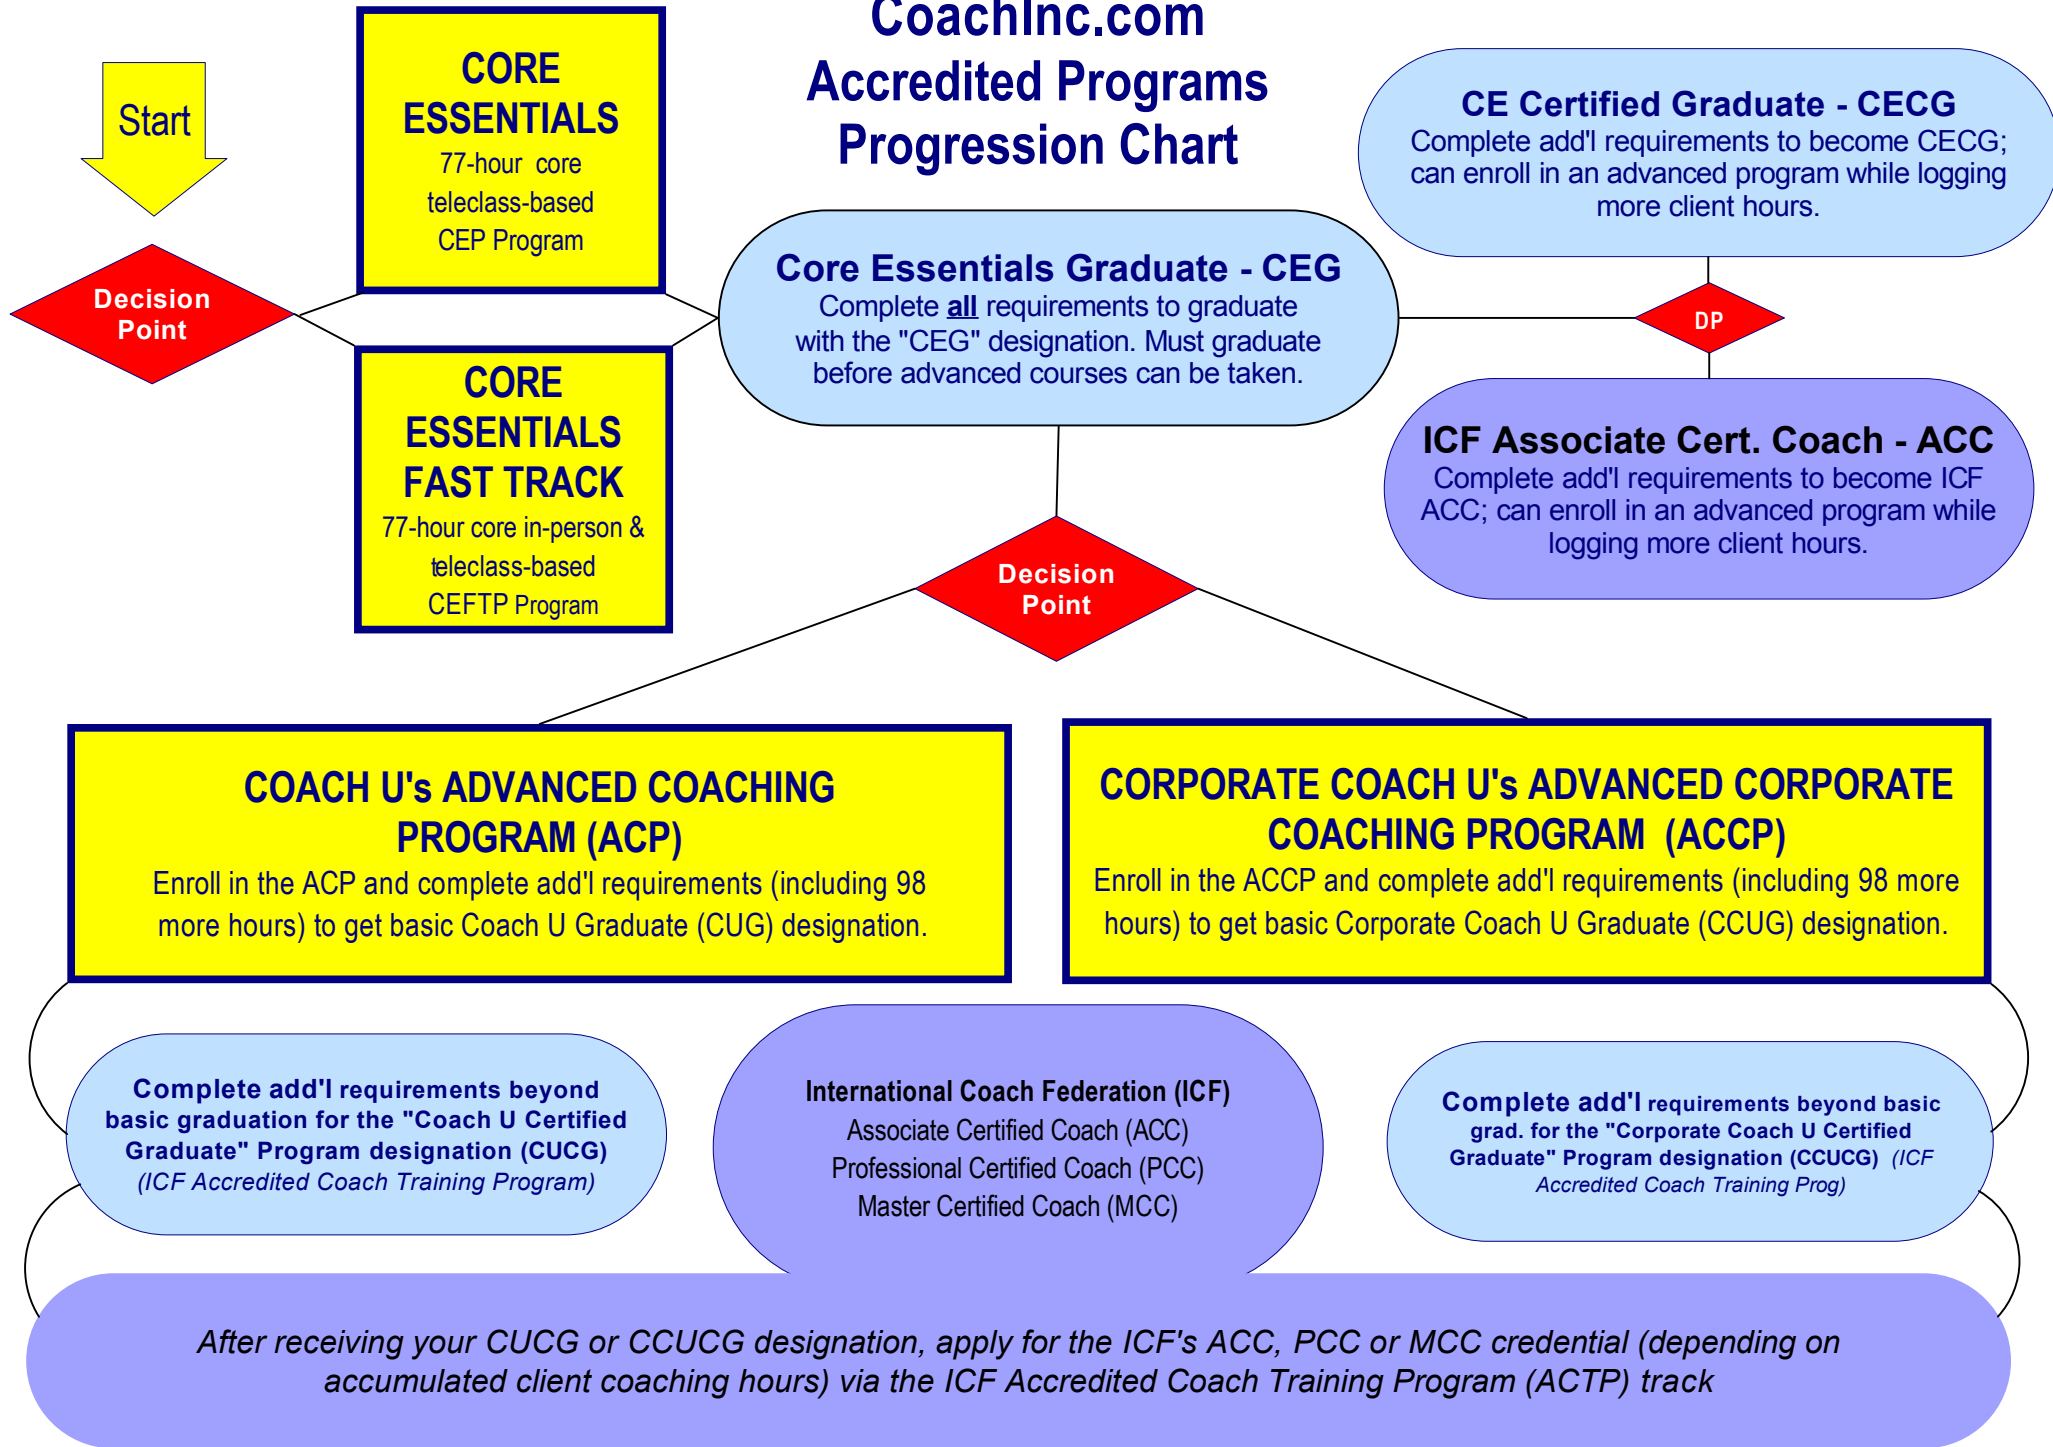 CoachInc.com
Accredited Programs
Progression Chart
Start
Decision
Point
CORE
ESSENTIALS
77-hour core
teleclass-based
CEP Program
CORE
ESSENTIALS
FAST TRACK
77-hour core in-person &
teleclass-based
CEFTP Program
Core Essentials Graduate - CEG
Complete all requirements to graduate
with the "CEG" designation. Must graduate
before advanced courses can be taken.
CE Certified Graduate - CECG
Complete add'l requirements to become CECG;
can enroll in an advanced program while logging
more client hours.
DP
ICF Associate Cert. Coach - ACC
Complete add'l requirements to become ICF
ACC; can enroll in an advanced program while
logging more client hours.
Decision
Point
COACH U's ADVANCED COACHING
PROGRAM (ACP)
Enroll in the ACP and complete add'l requirements (including 98
more hours) to get basic Coach U Graduate (CUG) designation.
CORPORATE COACH U's ADVANCED CORPORATE
COACHING PROGRAM (ACCP)
Enroll in the ACCP and complete add'l requirements (including 98 more
hours) to get basic Corporate Coach U Graduate (CCUG) designation.
Complete add'l requirements beyond
basic graduation for the "Coach U Certified
Graduate" Program designation (CUCG)
(ICF Accredited Coach Training Program)
International Coach Federation (ICF)
Associate Certified Coach (ACC)
Professional Certified Coach (PCC)
Master Certified Coach (MCC)
Complete add'l requirements beyond basic
grad. for the "Corporate Coach U Certified
Graduate" Program designation (CCUCG) (ICF
Accredited Coach Training Prog)
After receiving your CUCG or CCUCG designation, apply for the ICF's ACC, PCC or MCC credential (depending on
accumulated client coaching hours) via the ICF Accredited Coach Training Program (ACTP) track